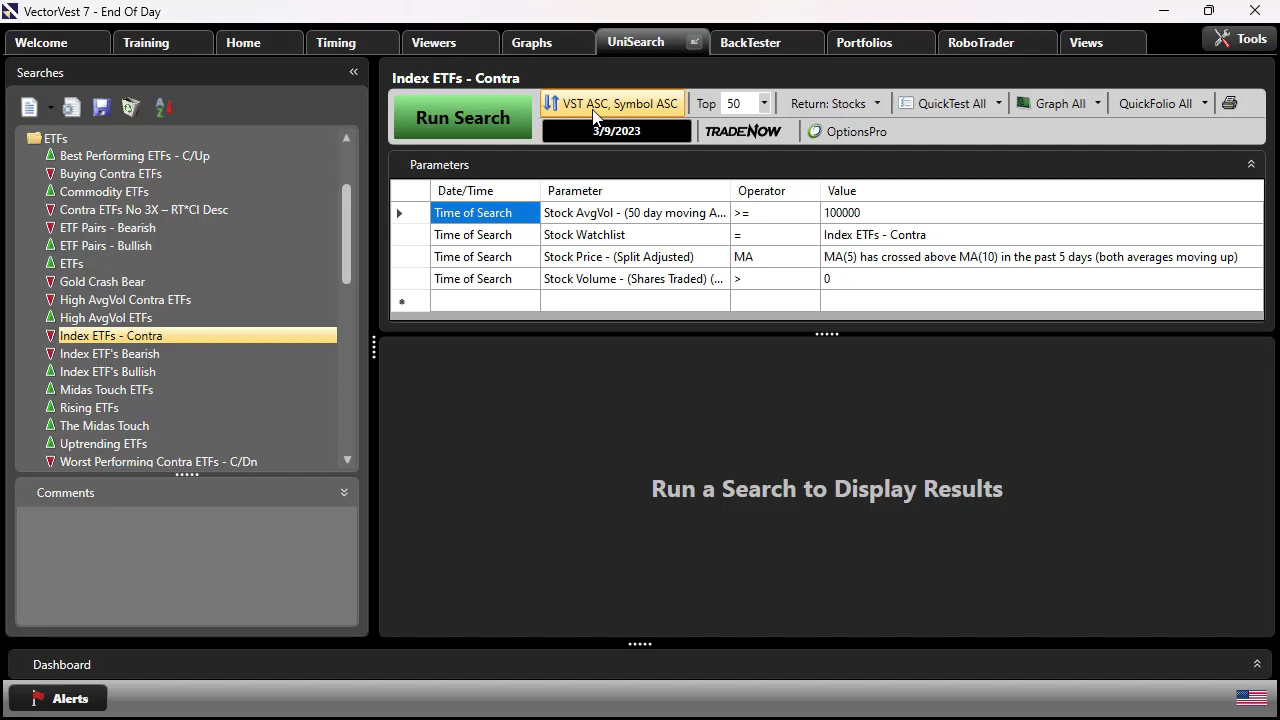 VectorVest 7 - End Of Day
Welcome Training Home Timing Viewers Graphs UniSearch BackTester Portfolios RoboTrader Views Tools
Searches
Index ETFs - Contra
Run Search
VST ASC, Symbol ASC
Top 50
Return: Stocks
QuickTest All
Graph All
QuickFolio All
3/9/2023
TRADENOW
OptionsPro
ETFs
Best Performing ETFs - C/Up
Buying Contra ETFs
Commodity ETFs
Contra ETFs No 3X – RT*CI Desc
ETF Pairs - Bearish
ETF Pairs - Bullish
ETFs
Gold Crash Bear
High AvgVol Contra ETFs
High AvgVol ETFs
Index ETFs - Contra
Index ETF's Bearish
Index ETF's Bullish
Midas Touch ETFs
Rising ETFs
The Midas Touch
Uptrending ETFs
Worst Performing Contra ETFs - C/Dn
Comments
Parameters
Date/Time Parameter Operator Value
Time of Search Stock AvgVol - (50 day moving A... >= 100000
Time of Search Stock Watchlist = Index ETFs - Contra
Time of Search Stock Price - (Split Adjusted) MA MA(5) has crossed above MA(10) in the past 5 days (both averages moving up)
Time of Search Stock Volume - (Shares Traded) (... > 0
*
Run a Search to Display Results
Dashboard
Alerts